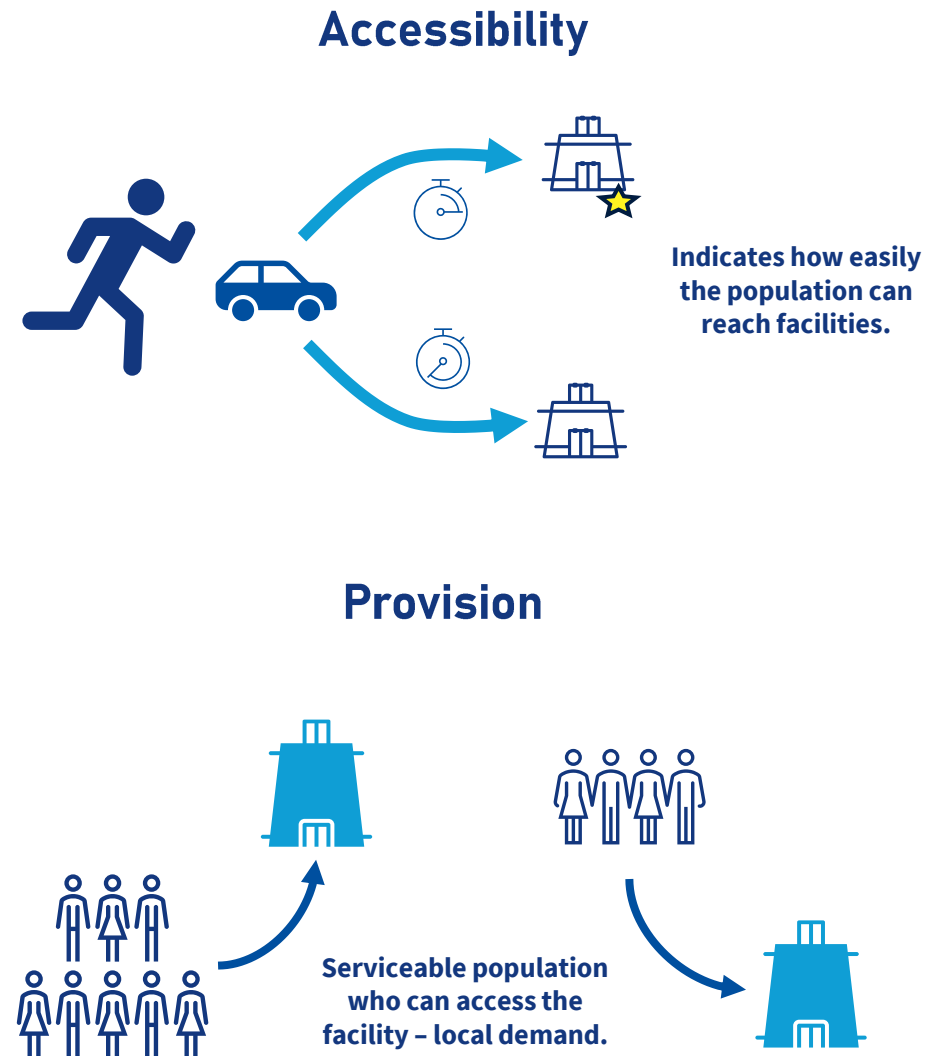 Accessibility
Indicates how easily
the population can
reach facilities.
Provision
Serviceable population
who can access the
facility – local demand.